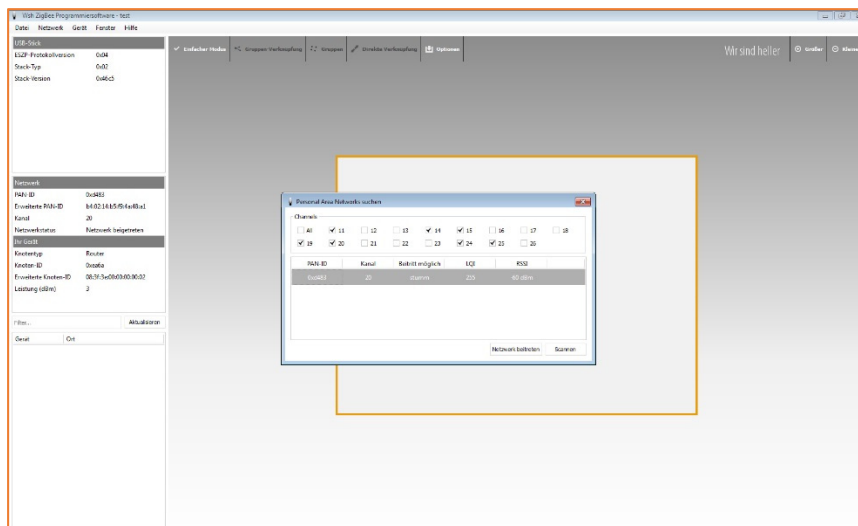 Wsh ZigBee Programmiersoftware - test
Datei Netzwerk Gerät Fenster Hilfe
USB-Stick
EZSP-Protokollversion 0x04
Stack-Typ 0x02
Stack-Version 0x46c5
Einfacher Modus Gruppen Verknüpfung Gruppen Direkte Verknüpfung Optionen
Wir sind heller
Größer
Netzwerk
PAN-ID 0xd483
Erweiterte PAN-ID
Kanal 20
Netzwerkstatus Netzwerk beigetreten
Ihr Gerät
Knotentyp Router
Knoten-ID
Erweiterte Knoten-ID
Leistung (dBm) 3
Filter... Aktualisieren
Gerät Ort
Personal Area Networks suchen
Channels
All 11 12 13 14 15 16 17 18
19 20 21 22 23 24 25 26
PAN-ID Kanal Beitritt möglich LQI RSSI
0xd483 20 255
Netzwerk beitreten Scannen